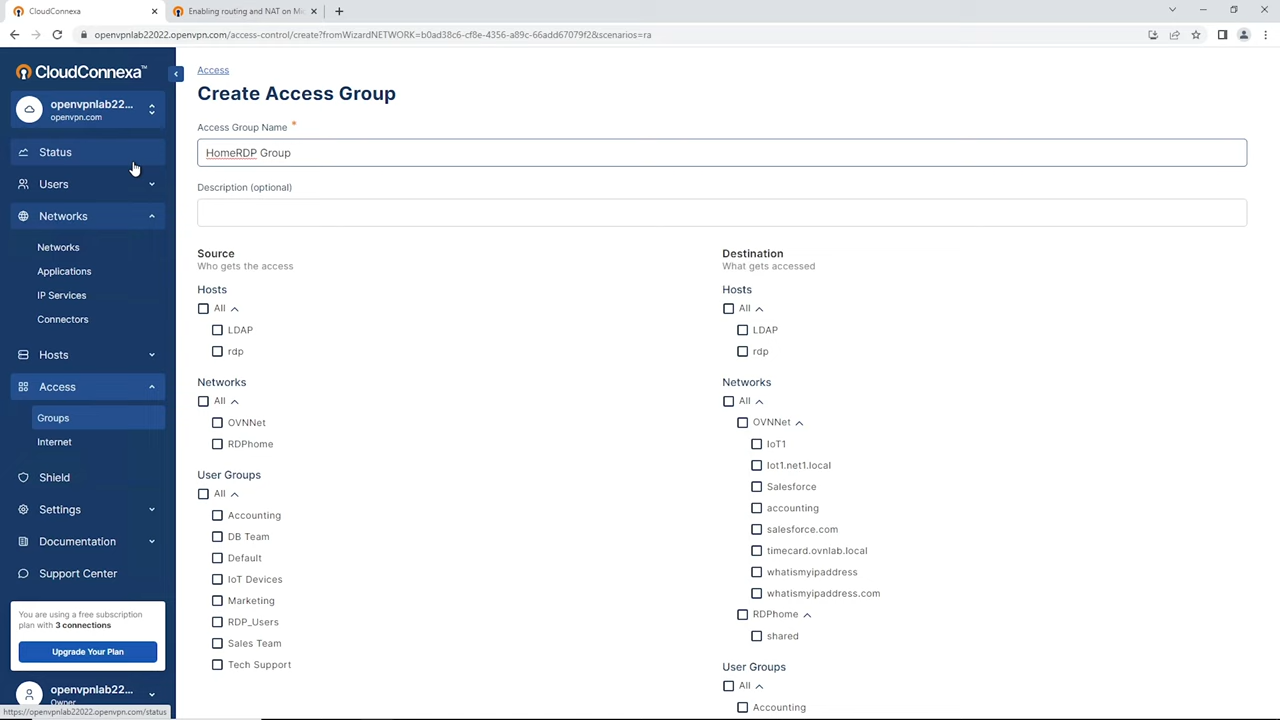 CloudConnexa
Enabling routing and NAT on Mi
openvpnlab22022.openvpn.com/access-control/create?fromWizardNETWORK=b0ad38c6-cf8e-4356-a89c-66add67079f2&scenarios=ra
CloudConnexa™
openvpnlab22...
openvpn.com
Status
Users
Networks
Networks
Applications
IP Services
Connectors
Hosts
Access
Groups
Internet
Shield
Settings
Documentation
Support Center
You are using a free subscription
plan with 3 connections
Upgrade Your Plan
openvpnlab22...
Owner
https://openvpnlab22022.openvpn.com/status
Access
Create Access Group
Access Group Name *
HomeRDP Group
Description (optional)
Source
Who gets the access
Hosts
All
LDAP
rdp
Networks
All
OVNNet
RDPhome
User Groups
All
Accounting
DB Team
Default
IoT Devices
Marketing
RDP_Users
Sales Team
Tech Support
Destination
What gets accessed
Hosts
All
LDAP
rdp
Networks
All
OVNNet
IoT1
Iot1.net1.local
Salesforce
accounting
salesforce.com
timecard.ovnlab.local
whatismyipaddress
whatismyipaddress.com
RDPhome
shared
User Groups
All
Accounting